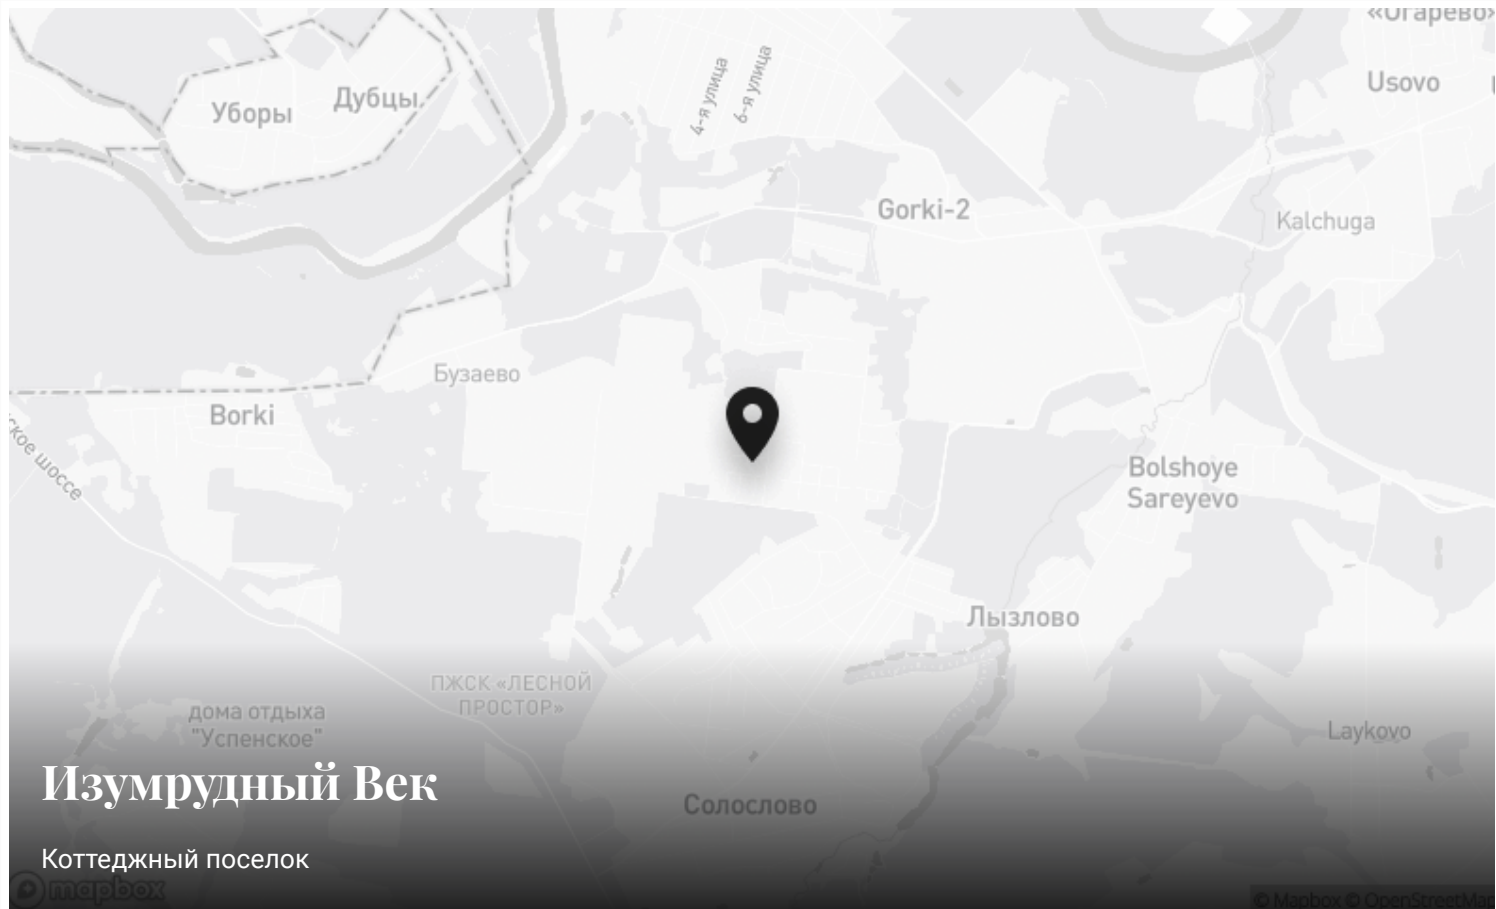 «Огарево»
Usovo
Уборы
Дубцы
4-я улица
6-я улица
Gorki-2
Kalchuga
Бузаево
Borki
ское шоссе
Bolshoye
Sareyevo
Лызлово
ПЖСК «ЛЕСНОЙ
ПРОСТОР»
дома отдыха
"Успенское"
Laykovo
Изумрудный Век
Солослово
Коттеджный поселок
mapbox
© Mapbox © OpenStreetMap